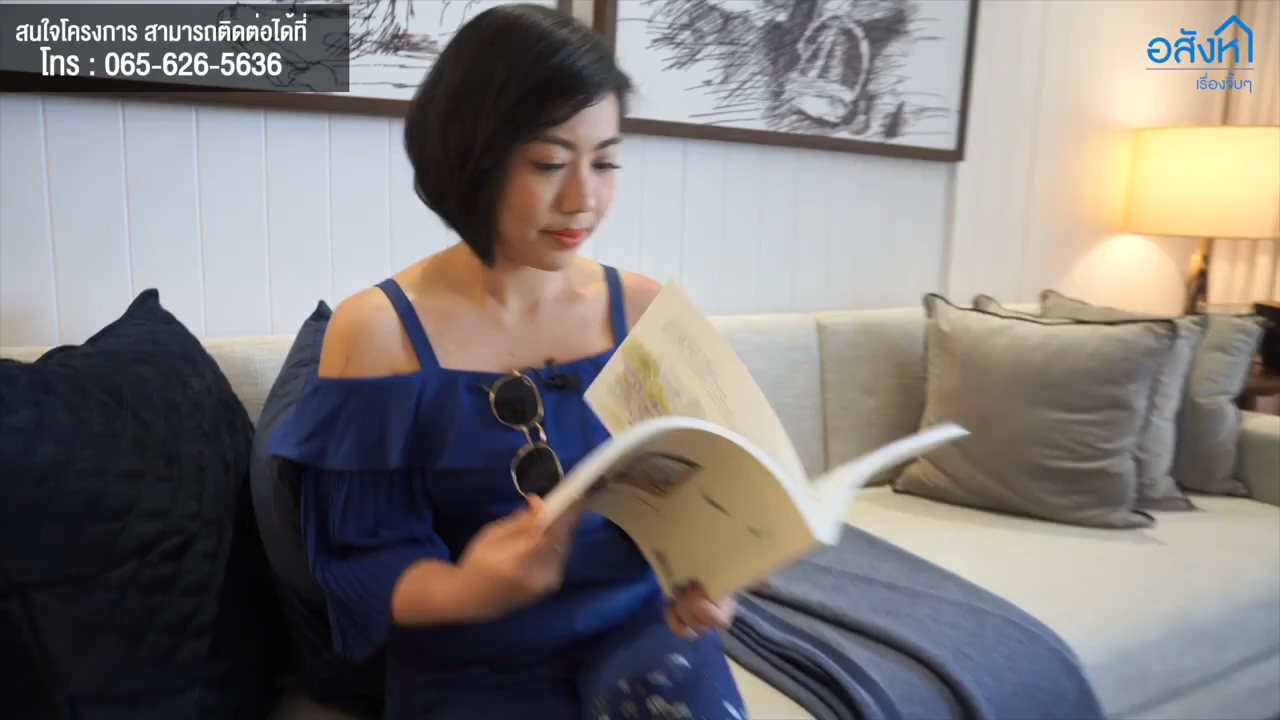 สนใจโครงการ สามารถติดต่อได้ที่
โทร : 065-626-5636
อสังหา
เรื่องจิ๊บๆ